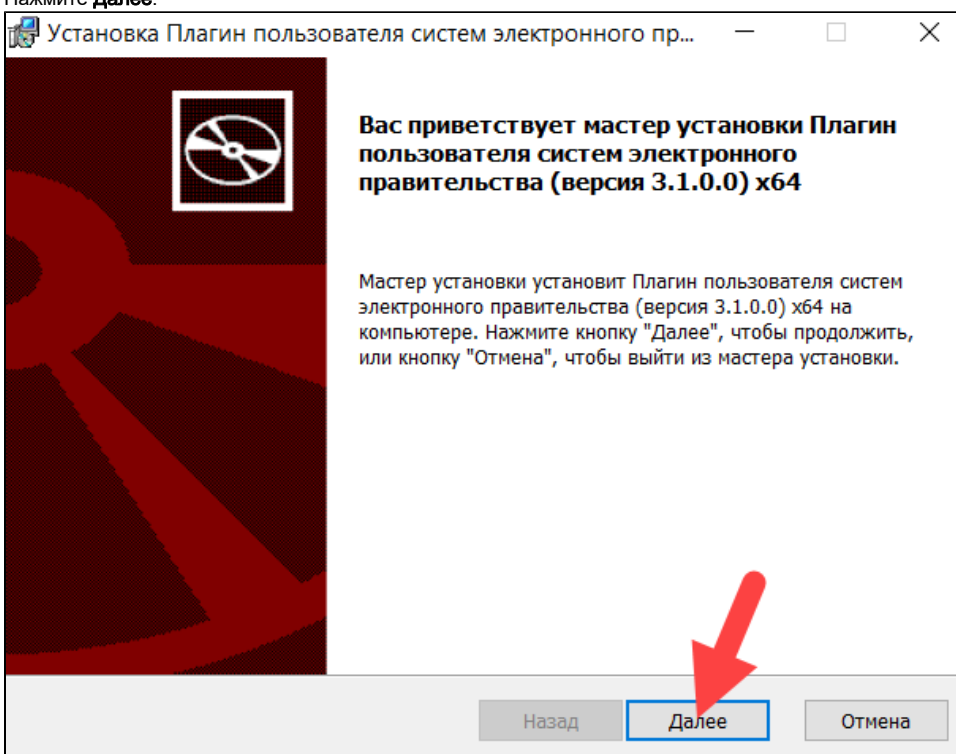 Нажмите Далее.
Установка Плагин пользователя систем электронного пр...
Вас приветствует мастер установки Плагин
пользователя систем электронного
правительства (версия 3.1.0.0) x64
Мастер установки установит Плагин пользователя систем
электронного правительства (версия 3.1.0.0) x64 на
компьютере. Нажмите кнопку "Далее", чтобы продолжить,
или кнопку "Отмена", чтобы выйти из мастера установки.
Назад Далее Отмена